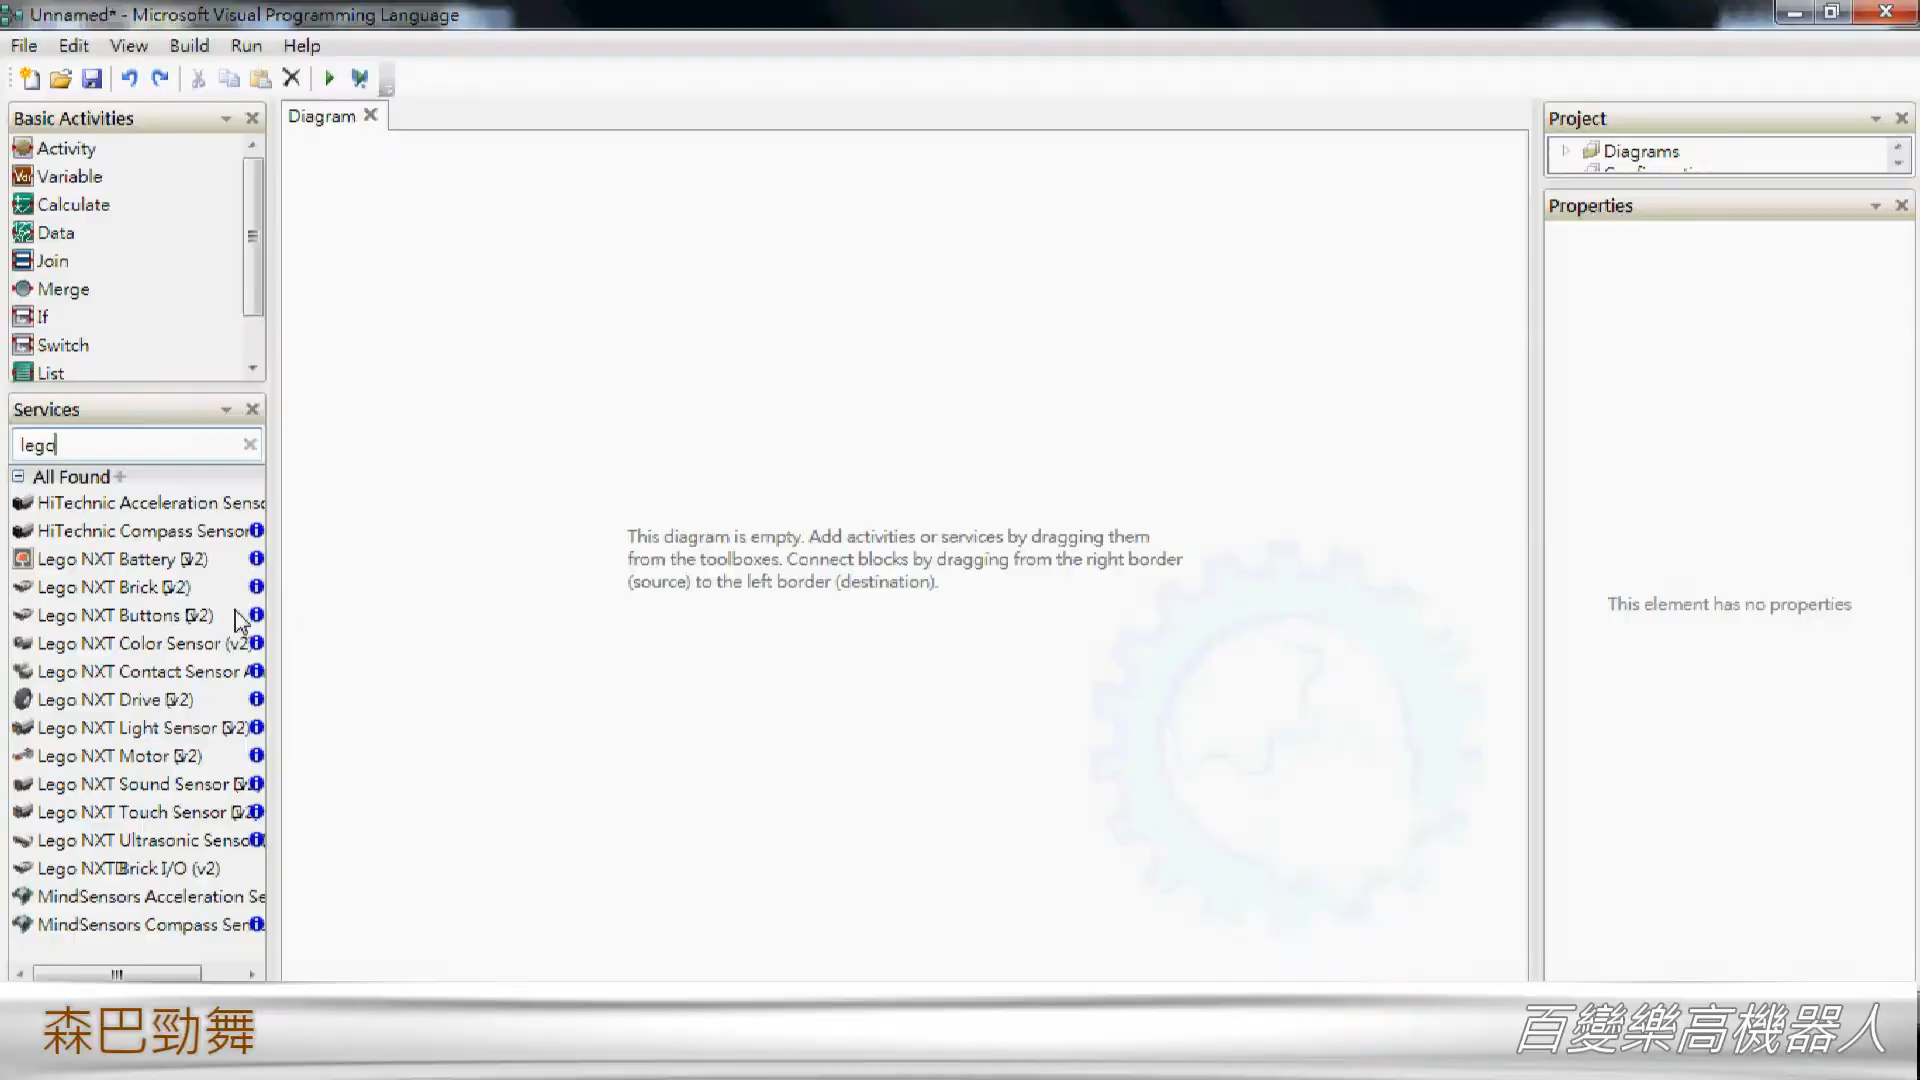 Unnamed* - Microsoft Visual Programming Language
File Edit View Build Run Help
Basic Activities
Activity
Variable
Calculate
Data
Join
Merge
If
Switch
List
Services
lego
All Found
HiTechnic Acceleration Senso
HiTechnic Compass Sensor
Lego NXT Battery (v2)
Lego NXT Brick (v2)
Lego NXT Buttons (v2)
Lego NXT Color Sensor (v2)
Lego NXT Contact Sensor A
Lego NXT Drive (v2)
Lego NXT Light Sensor (v2)
Lego NXT Motor (v2)
Lego NXT Sound Sensor (v
Lego NXT Touch Sensor (v2
Lego NXT Ultrasonic Senso
Lego NXT Brick I/O (v2)
MindSensors Acceleration Se
MindSensors Compass Sen
Diagram
This diagram is empty. Add activities or services by dragging them
from the toolboxes. Connect blocks by dragging from the right border
(source) to the left border (destination).
Project
Diagrams
Properties
This element has no properties
森巴勁舞
百變樂高機器人